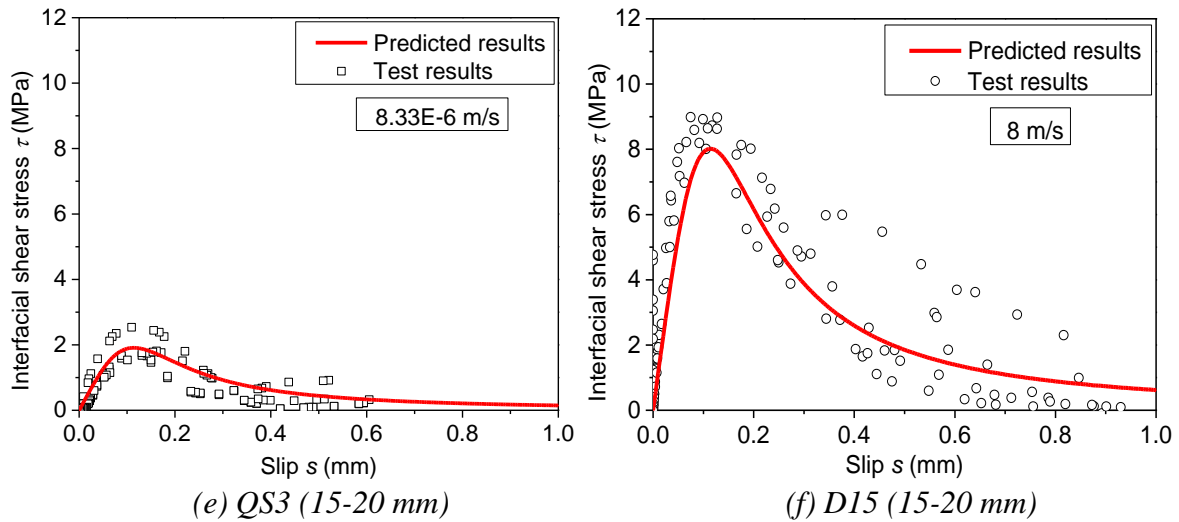 12
10
8
6
4
2
0
Interfacial shear stress τ (MPa)
Predicted results
Test results
8.33E-6 m/s
0.0 0.2 0.4 0.6 0.8 1.0
Slip s (mm)
(e) QS3 (15-20 mm)
12
10
8
6
4
2
0
Interfacial shear stress τ (MPa)
Predicted results
Test results
8 m/s
0.0 0.2 0.4 0.6 0.8 1.0
Slip s (mm)
(f) D15 (15-20 mm)